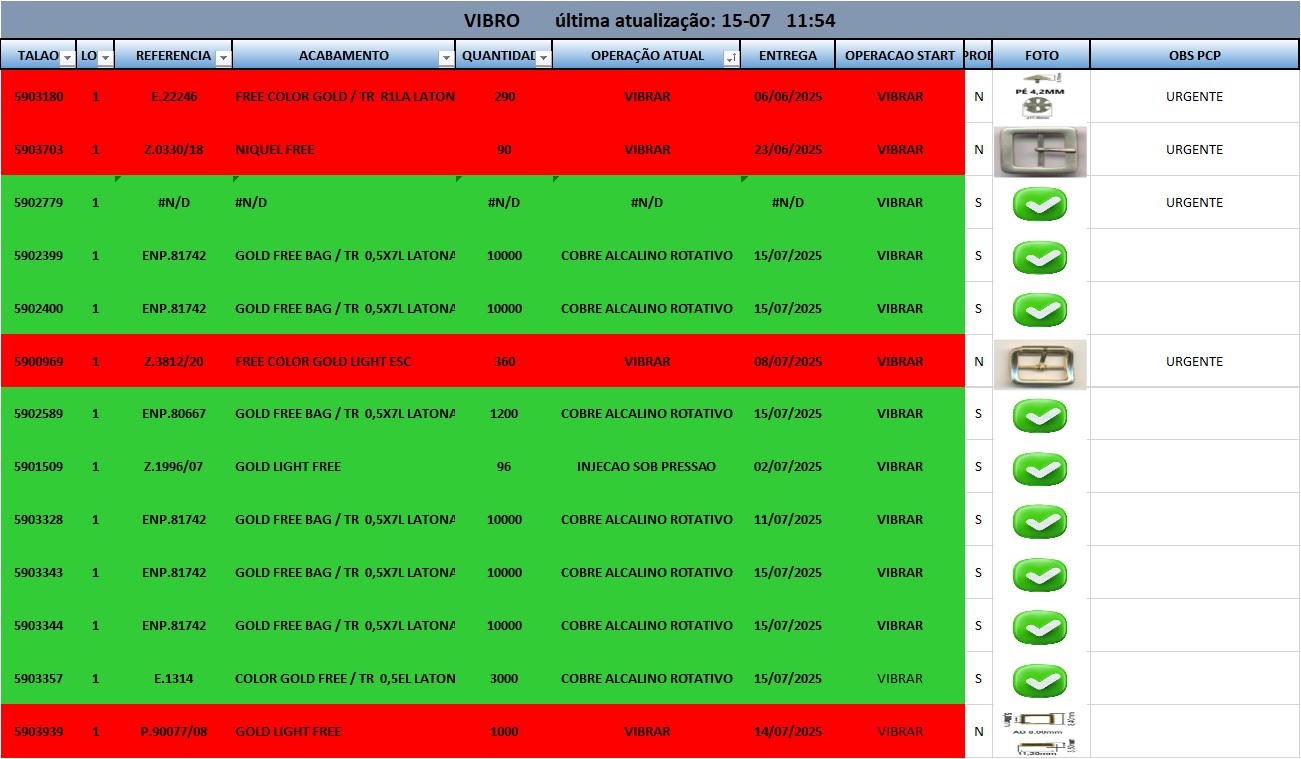 VIBRO última atualização: 15-07 11:54
TALAO LO REFERENCIA ACABAMENTO QUANTIDAD OPERAÇÃO ATUAL ENTREGA OPERACAO START PROD FOTO OBS PCP
5903180 1 E.22246 FREE COLOR GOLD / TR R1LA LATON 290 VIBRAR 06/06/2025 VIBRAR N PÉ 4,2MM URGENTE
5903703 1 Z.0330/18 NIQUEL FREE 90 VIBRAR 23/06/2025 VIBRAR N URGENTE
5902779 1 #N/D #N/D #N/D #N/D #N/D VIBRAR S URGENTE
5902399 1 ENP.81742 GOLD FREE BAG / TR 0,5X7L LATONA 10000 COBRE ALCALINO ROTATIVO 15/07/2025 VIBRAR S
5902400 1 ENP.81742 GOLD FREE BAG / TR 0,5X7L LATONA 10000 COBRE ALCALINO ROTATIVO 15/07/2025 VIBRAR S
5900969 1 Z.3812/20 FREE COLOR GOLD LIGHT ESC 360 VIBRAR 08/07/2025 VIBRAR N URGENTE
5902589 1 ENP.80667 GOLD FREE BAG / TR 0,5X7L LATONA 1200 COBRE ALCALINO ROTATIVO 15/07/2025 VIBRAR S
5901509 1 Z.1996/07 GOLD LIGHT FREE 96 INJECAO SOB PRESSAO 02/07/2025 VIBRAR S
5903328 1 ENP.81742 GOLD FREE BAG / TR 0,5X7L LATONA 10000 COBRE ALCALINO ROTATIVO 11/07/2025 VIBRAR S
5903343 1 ENP.81742 GOLD FREE BAG / TR 0,5X7L LATONA 10000 COBRE ALCALINO ROTATIVO 15/07/2025 VIBRAR S
5903344 1 ENP.81742 GOLD FREE BAG / TR 0,5X7L LATONA 10000 COBRE ALCALINO ROTATIVO 15/07/2025 VIBRAR S
5903357 1 E.1314 COLOR GOLD FREE / TR 0,5EL LATON 3000 COBRE ALCALINO ROTATIVO 15/07/2025 VIBRAR S
5903939 1 P.90077/08 GOLD LIGHT FREE 1000 VIBRAR 14/07/2025 VIBRAR N